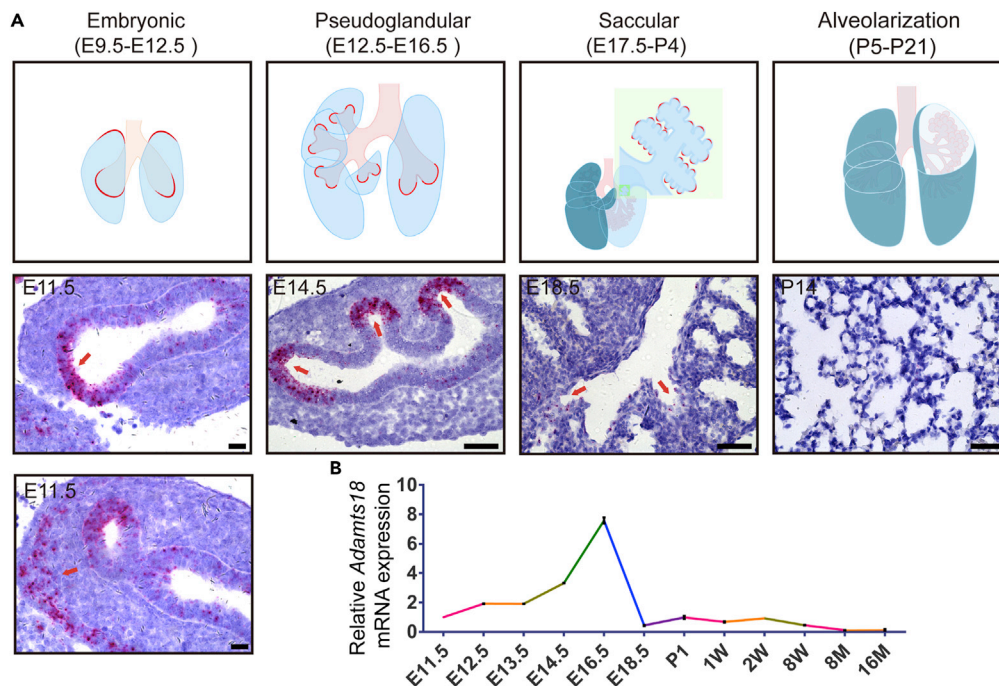 A
Embryonic
(E9.5-E12.5 )
Pseudoglandular
(E12.5-E16.5 )
Saccular
(E17.5-P4)
Alveolarization
(P5-P21)
E11.5
E14.5
E18.5
P14
E11.5
B
Relative Adamts18
mRNA expression
10
8
6
4
2
0
E11.5
E12.5
E13.5
E14.5
E16.5
E18.5
P1
1W
2W
8W
8M
16M